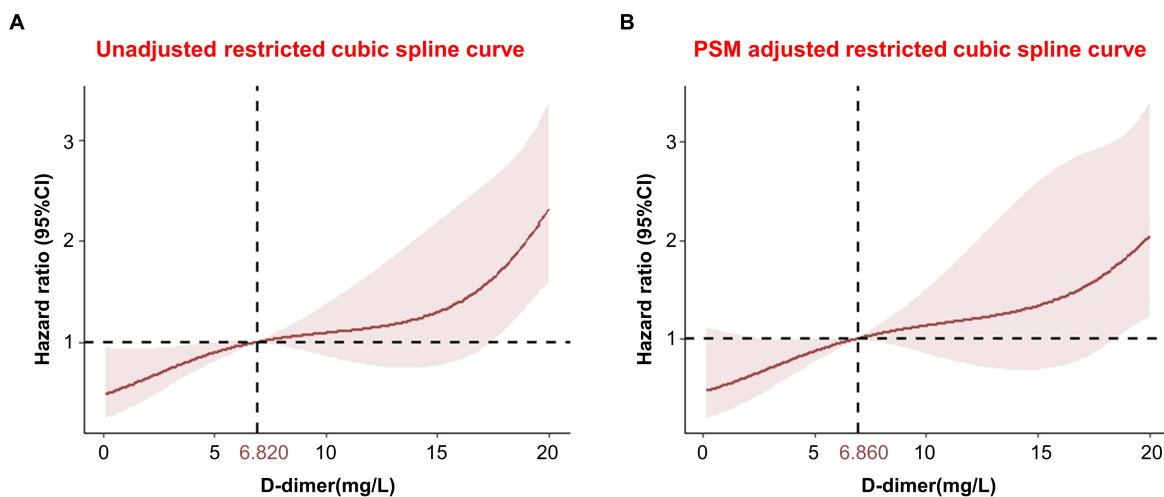 A
Unadjusted restricted cubic spline curve
Hazard ratio (95%CI)
3
2
1
0
5
6.820
10
15
20
D-dimer(mg/L)
B
PSM adjusted restricted cubic spline curve
Hazard ratio (95%CI)
3
2
1
0
5
6.860
10
15
20
D-dimer(mg/L)